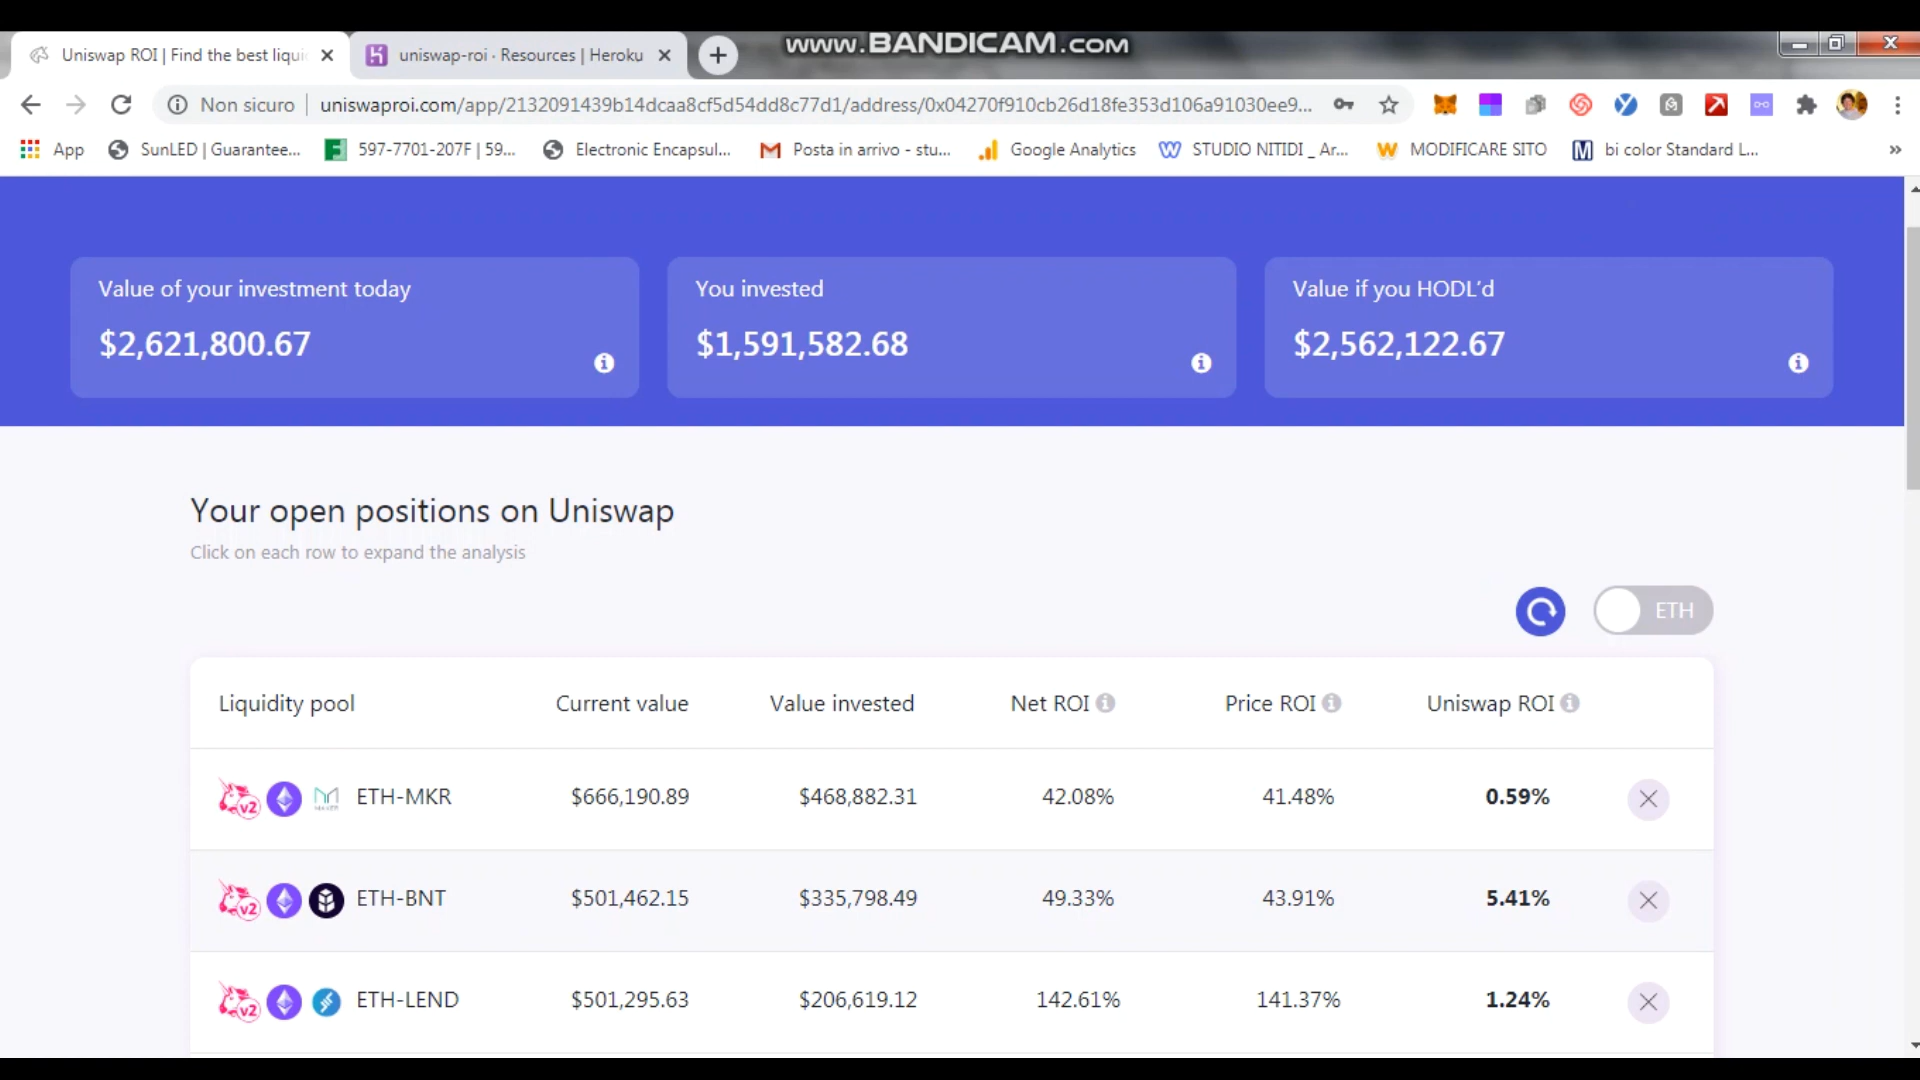 www.BANDICAM.com
Uniswap ROI | Find the best liqui
uniswap-roi · Resources | Heroku
Non sicuro
uniswaproi.com/app/2132091439b14dcaa8cf5d54dd8c77d1/address/0x04270f910cb26d18fe353d106a91030ee9...
App
SunLED | Guarantee...
597-7701-207F | 59...
Electronic Encapsul...
Posta in arrivo - stu...
Google Analytics
STUDIO NITIDI _ Ar...
MODIFICARE SITO
bi color Standard L...
Value of your investment today
$2,621,800.67
You invested
$1,591,582.68
Value if you HODL'd
$2,562,122.67
Your open positions on Uniswap
Click on each row to expand the analysis
ETH
Liquidity pool Current value Value invested Net ROI Price ROI Uniswap ROI
v2 ETH-MKR $666,190.89 $468,882.31 42.08% 41.48% 0.59%
v2 ETH-BNT $501,462.15 $335,798.49 49.33% 43.91% 5.41%
v2 ETH-LEND $501,295.63 $206,619.12 142.61% 141.37% 1.24%